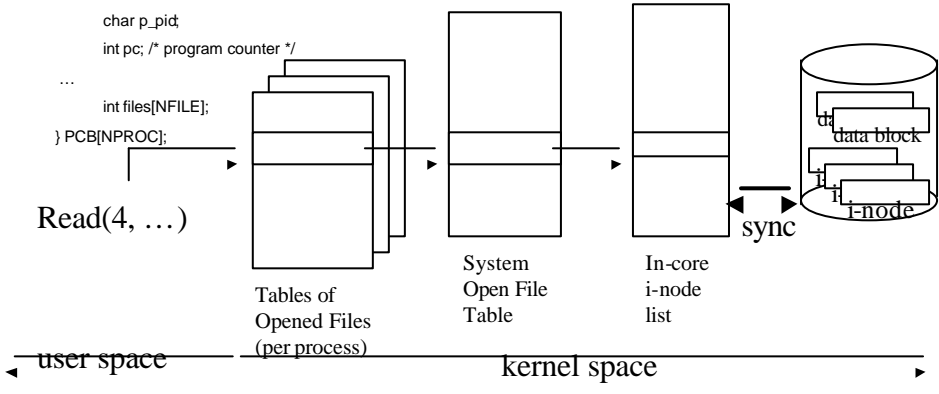 char p_pid;
int pc; /* program counter */
…
int files[NFILE];
} PCB[NPROC];
Read(4, …)
Tables of
Opened Files
(per process)
System
Open File
Table
In-core
i-node
list
sync
data block
i-node
user space
kernel space